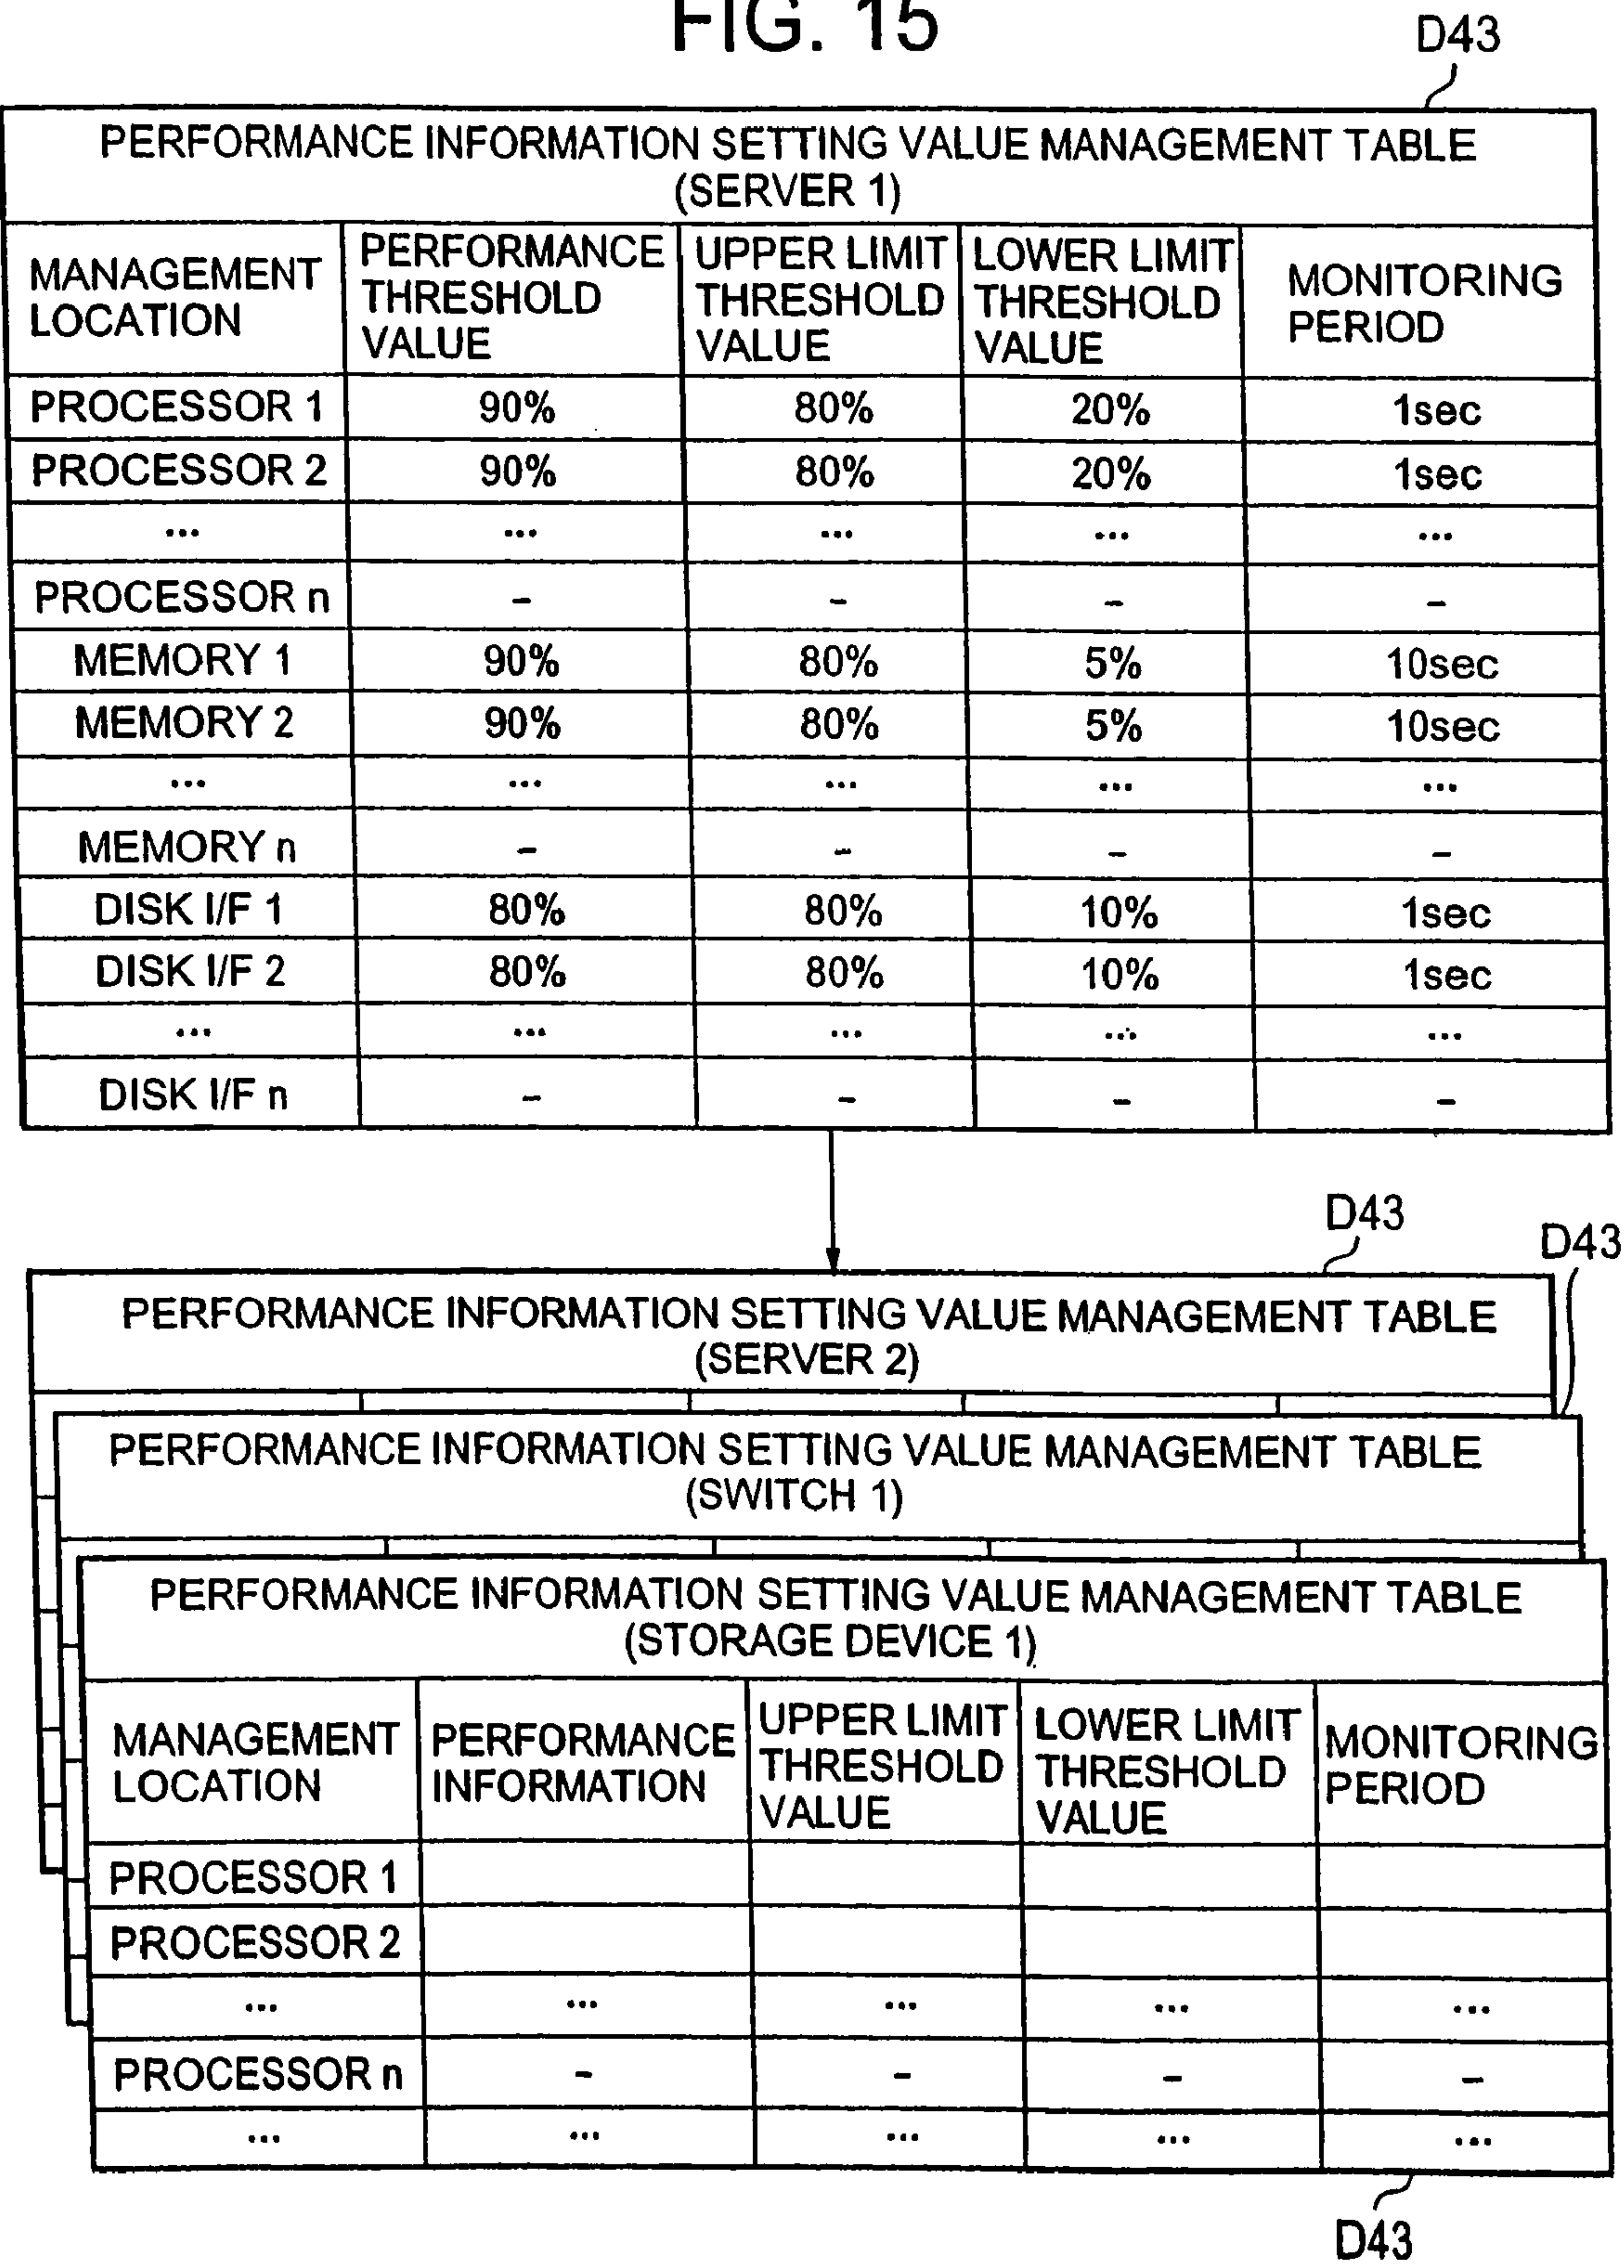 FIG. 15
D43
PERFORMANCE INFORMATION SETTING VALUE MANAGEMENT TABLE
(SERVER 1)
MANAGEMENT LOCATION PERFORMANCE THRESHOLD VALUE UPPER LIMIT THRESHOLD VALUE LOWER LIMIT THRESHOLD VALUE MONITORING PERIOD
PROCESSOR 1 90% 80% 20% 1sec
PROCESSOR 2 90% 80% 20% 1sec
... ... ... ... ...
PROCESSOR n - - - -
MEMORY 1 90% 80% 5% 10sec
MEMORY 2 90% 80% 5% 10sec
... ... ... ... ...
MEMORY n - - - -
DISK I/F 1 80% 80% 10% 1sec
DISK I/F 2 80% 80% 10% 1sec
... ... ... ... ...
DISK I/F n - - - -
D43
D43
PERFORMANCE INFORMATION SETTING VALUE MANAGEMENT TABLE
(SERVER 2)
PERFORMANCE INFORMATION SETTING VALUE MANAGEMENT TABLE
(SWITCH 1)
PERFORMANCE INFORMATION SETTING VALUE MANAGEMENT TABLE
(STORAGE DEVICE 1)
MANAGEMENT LOCATION PERFORMANCE INFORMATION UPPER LIMIT THRESHOLD VALUE LOWER LIMIT THRESHOLD VALUE MONITORING PERIOD
PROCESSOR 1
PROCESSOR 2
... ... ... ... ...
PROCESSOR n - - - -
... ... ... ... ...
D43